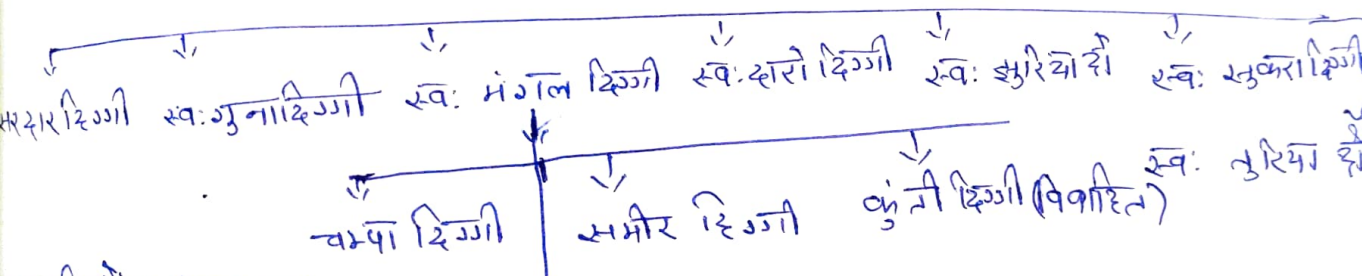 सरदार दिग्गी स्व: गुना दिग्गी स्व: मंगल दिग्गी स्व: दारो दिग्गी स्व: झुरियो दौ स्व: सुकरा दिग्गी
स्व: तुरिया दौ
चम्पा दिग्गी समीर दिग्गी कुंती दिग्गी (विवाहित)